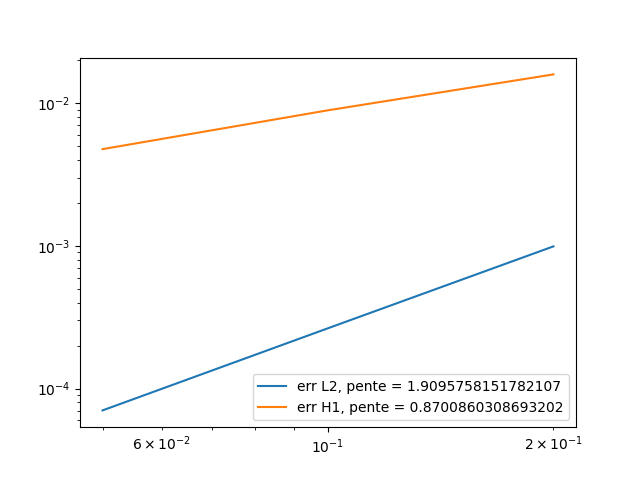 10⁻²
10⁻³
10⁻⁴
6 × 10⁻²
10⁻¹
2 × 10⁻¹
err L2, pente = 1.9095758151782107
err H1, pente = 0.8700860308693202